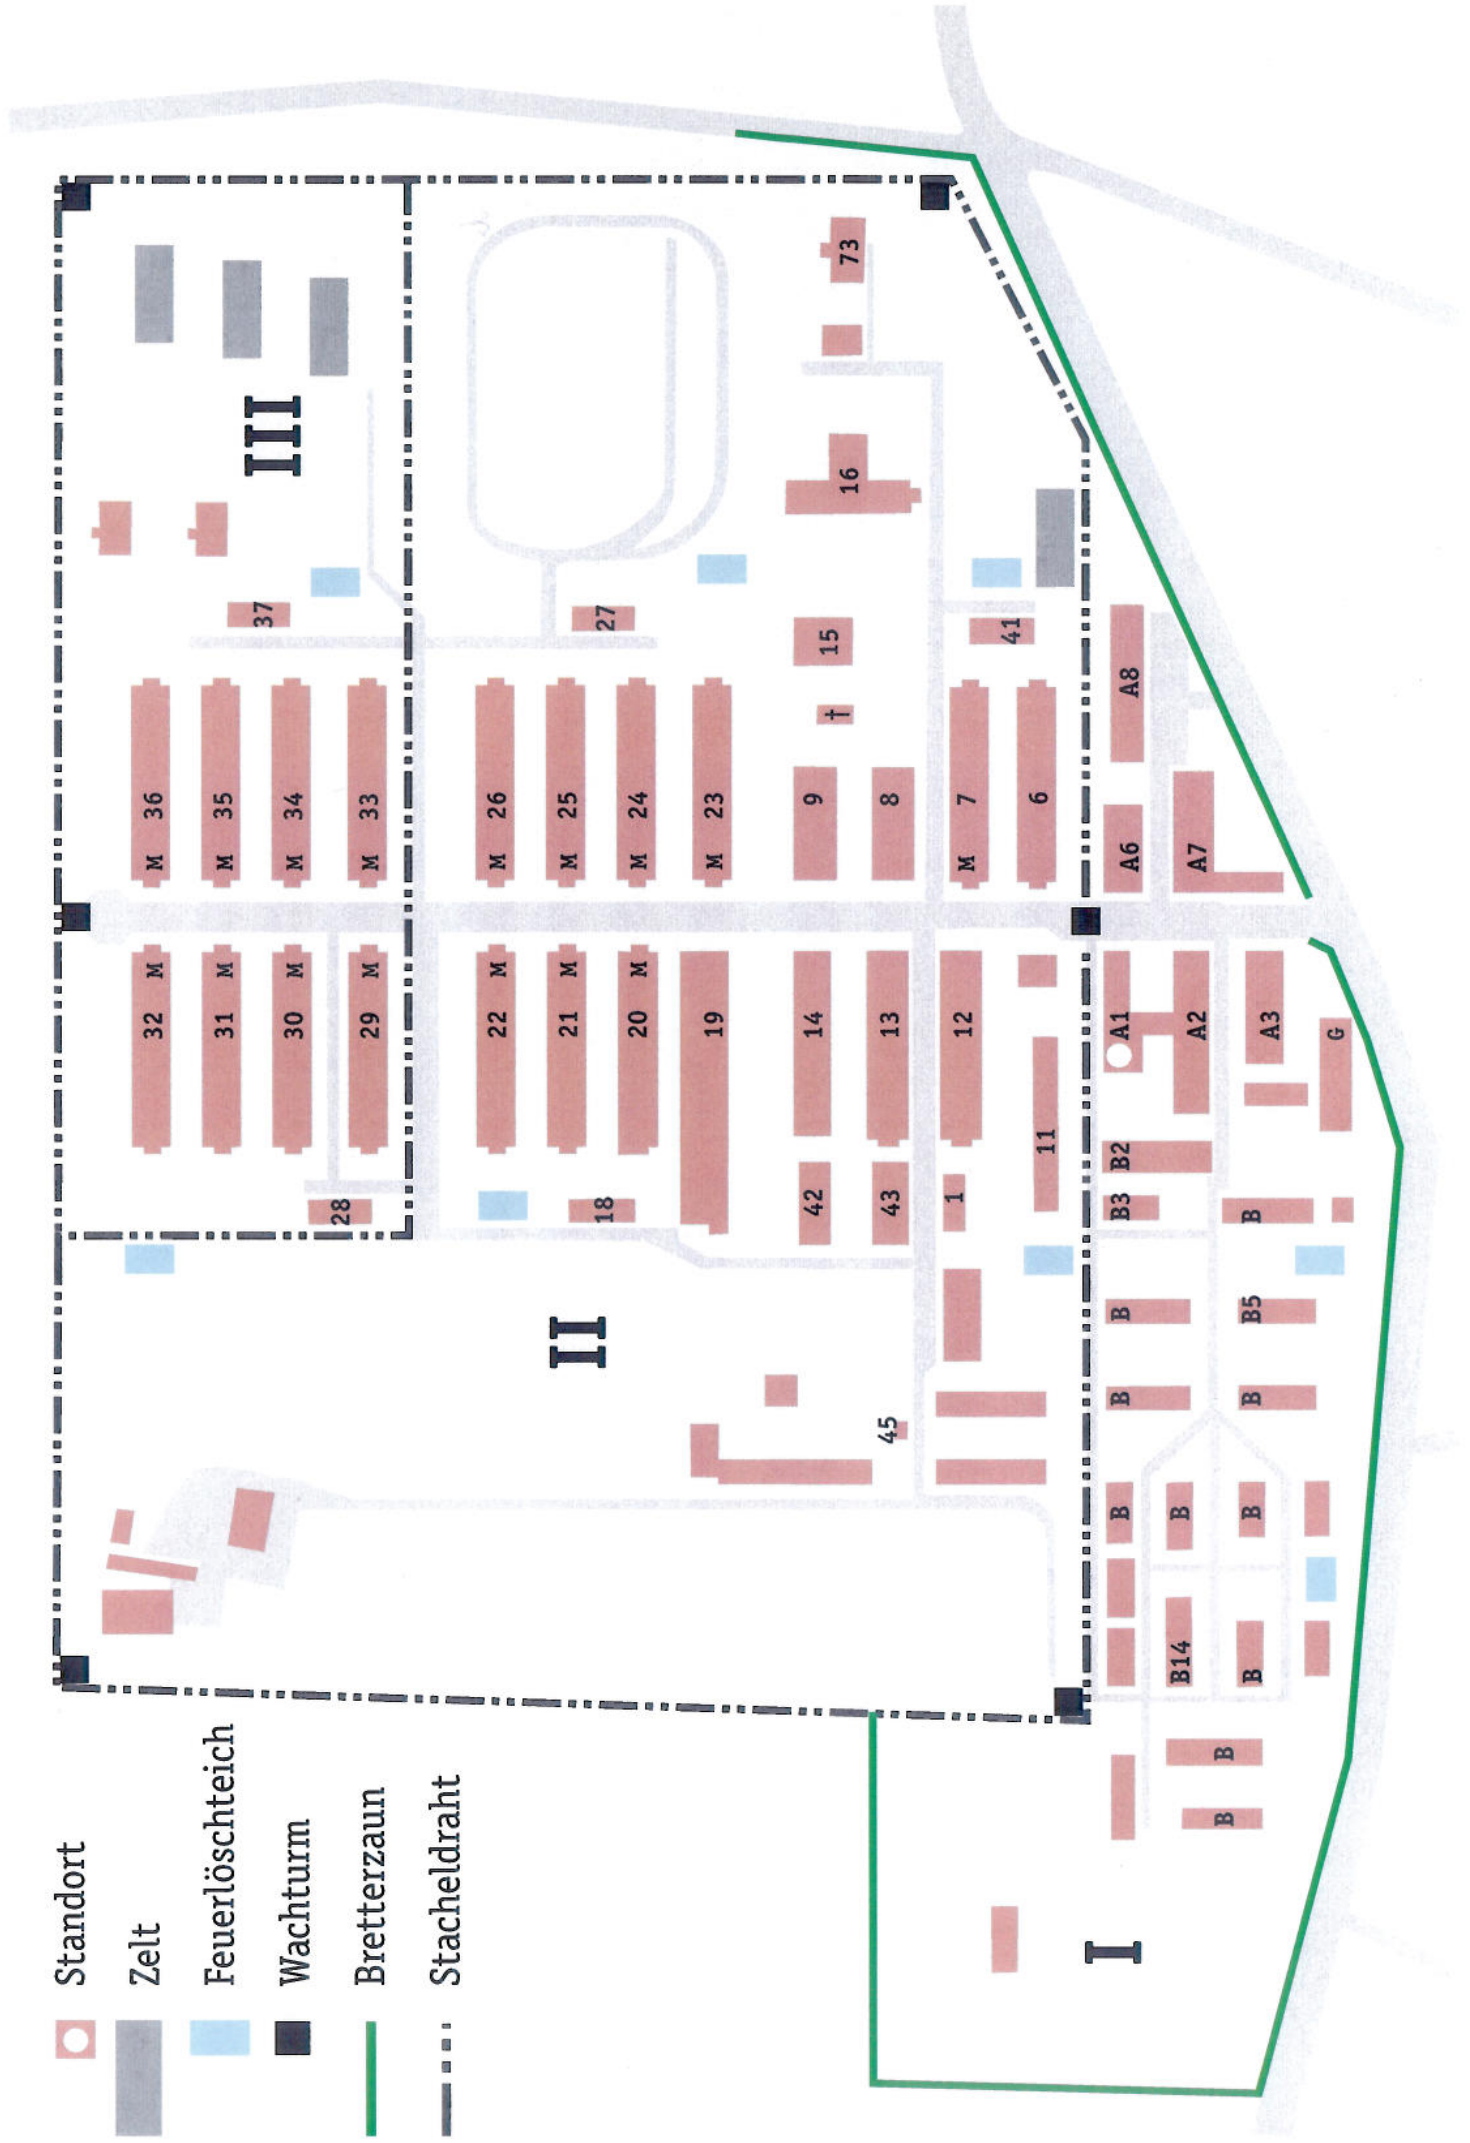 Standort
Zelt
Feuerlöschteich
Wachturm
Bretterzaun
Stacheldraht
32 M M 36
31 M M 35
37
III
30 M M 34
28
29 M M 33
22 M M 26
21 M M 25
II
18 27
20 M M 24
19 M 23
42 14 9
† 15
16 73
45 43 13 8
1 12 M 7
41
11 6
I
B B B B3 B2 A1 A6 A8
B14 B A2 A7
B B
B B B B5 B A3
G